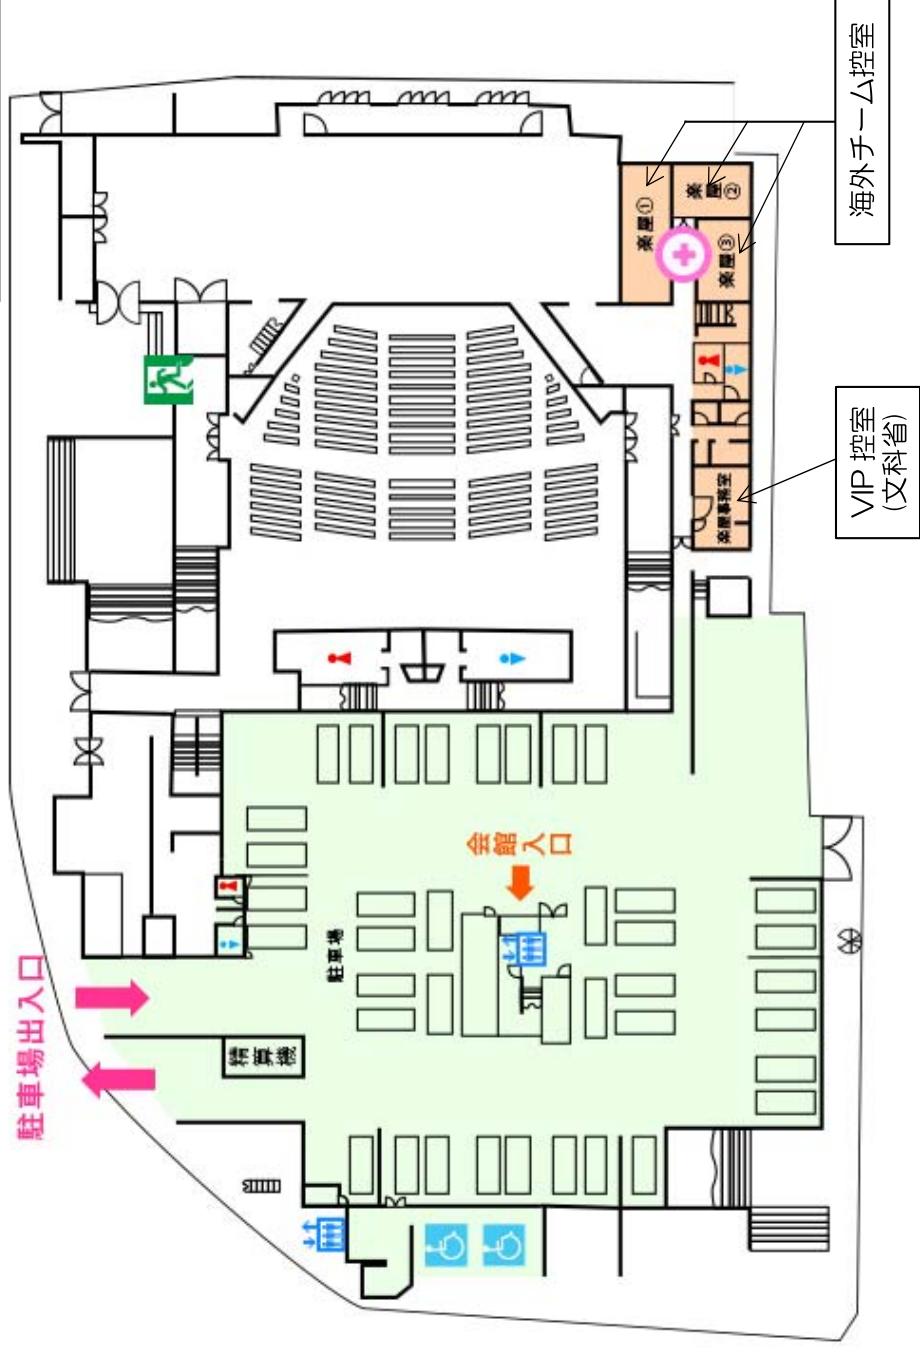 駐車場出入口
精算機
駐車場
会館入口
楽屋事務室
楽屋③
楽屋①
楽屋
②
VIP 控室
(文科省)
海外チーム控室